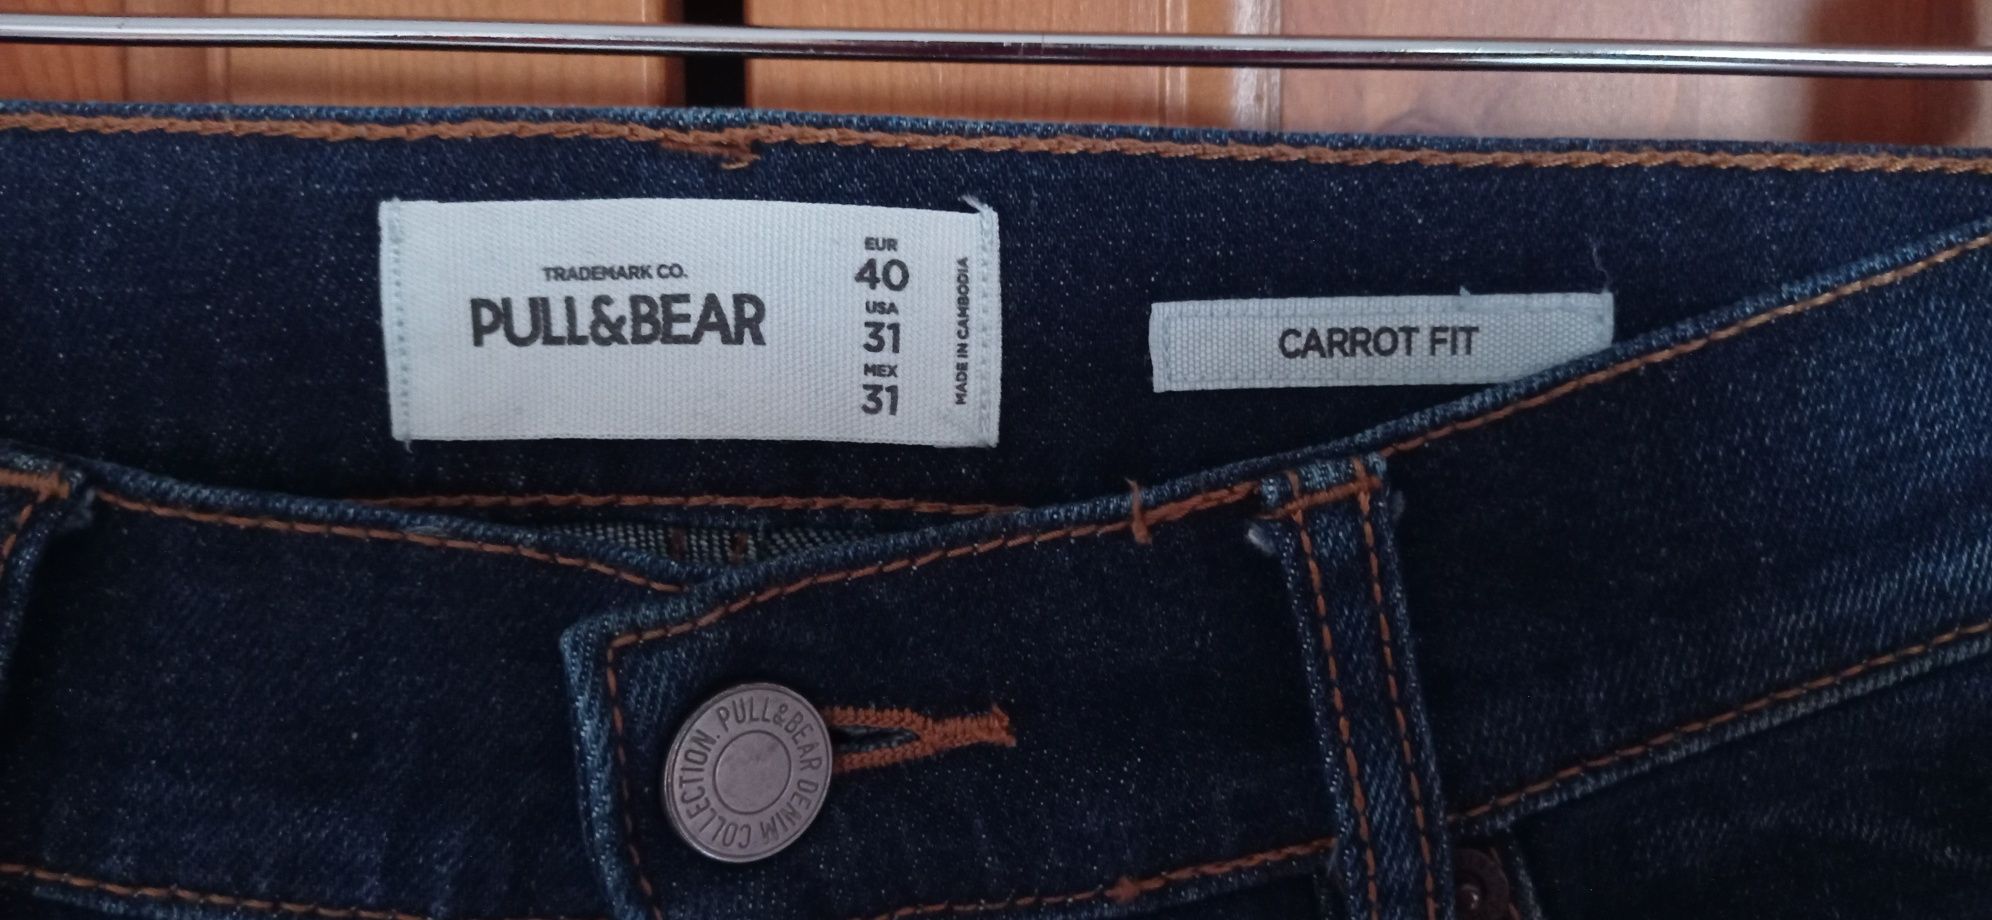 TRADEMARK CO.
PULL&BEAR
EUR
40
USA
31
MEX
31
MADE IN CAMBODIA
CARROT FIT
PULL&BEAR DENIM COLLECTION.